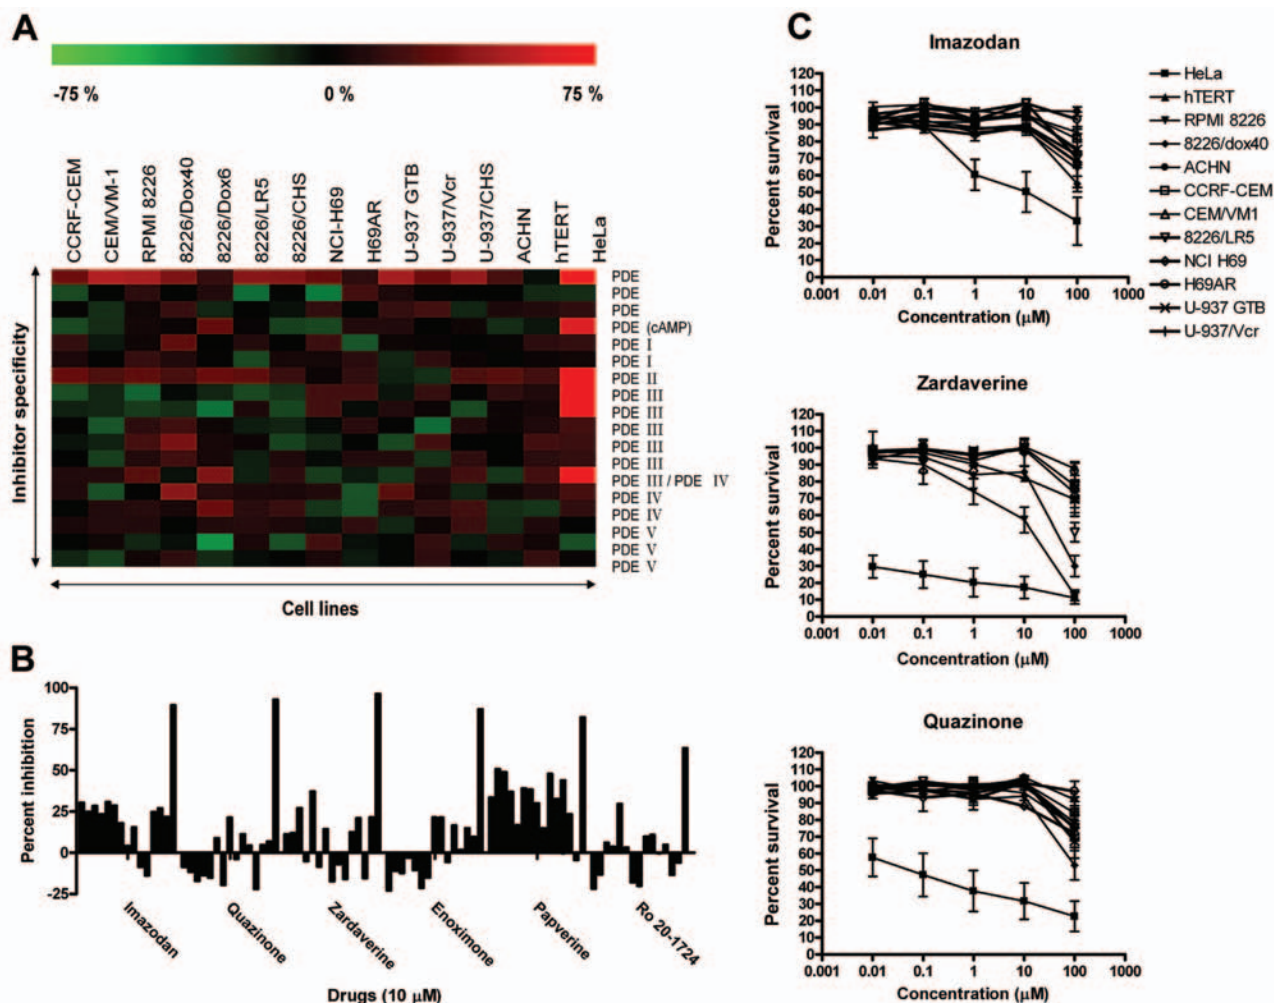 A
-75 %
0 %
75 %
CCRF-CEM
CEM/VM-1
RPMI 8226
8226/Dox40
8226/Dox6
8226/LR5
8226/CHS
NCI-H69
H69AR
U-937 GTB
U-937/Vcr
U-937/CHS
ACHN
hTERT
HeLa
Inhibitor specificity
PDE
PDE
PDE
PDE (cAMP)
PDE I
PDE I
PDE II
PDE III
PDE III
PDE III
PDE III
PDE III
PDE III / PDE IV
PDE IV
PDE IV
PDE V
PDE V
PDE V
Cell lines
B
Percent inhibition
100
75
50
25
0
-25
Imazodan
Quazinone
Zardaverine
Enoximone
Papverine
Ro 20-1724
Drugs (10 μM)
C
Imazodan
Percent survival
120
110
100
90
80
70
60
50
40
30
20
10
0
0.001
0.01
0.1
1
10
100
1000
Concentration (μM)
HeLa
hTERT
RPMI 8226
8226/dox40
ACHN
CCRF-CEM
CEM/VM1
8226/LR5
NCI H69
H69AR
U-937 GTB
U-937/Vcr
Zardaverine
Percent survival
120
110
100
90
80
70
60
50
40
30
20
10
0
0.001
0.01
0.1
1
10
100
1000
Concentration (μM)
Quazinone
Percent survival
120
110
100
90
80
70
60
50
40
30
20
10
0
0.001
0.01
0.1
1
10
100
1000
Concentration (μM)